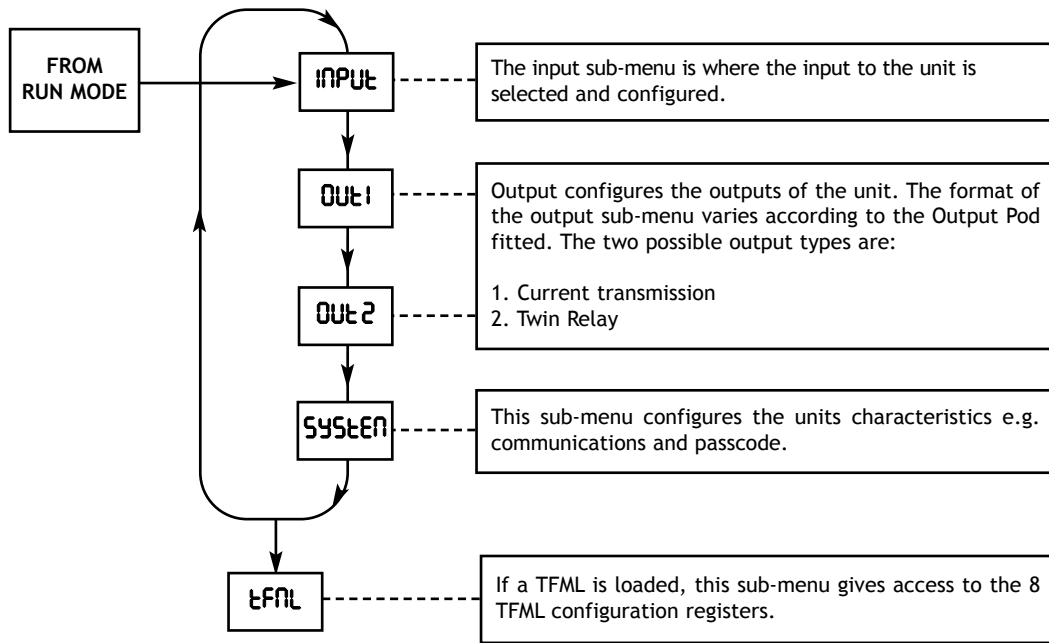 FROM
RUN MODE
INPUt
The input sub-menu is where the input to the unit is
selected and configured.
OUt1
Output configures the outputs of the unit. The format of
the output sub-menu varies according to the Output Pod
fitted. The two possible output types are:
1. Current transmission
2. Twin Relay
OUt2
SYStEM
This sub-menu configures the units characteristics e.g.
communications and passcode.
tFML
If a TFML is loaded, this sub-menu gives access to the 8
TFML configuration registers.